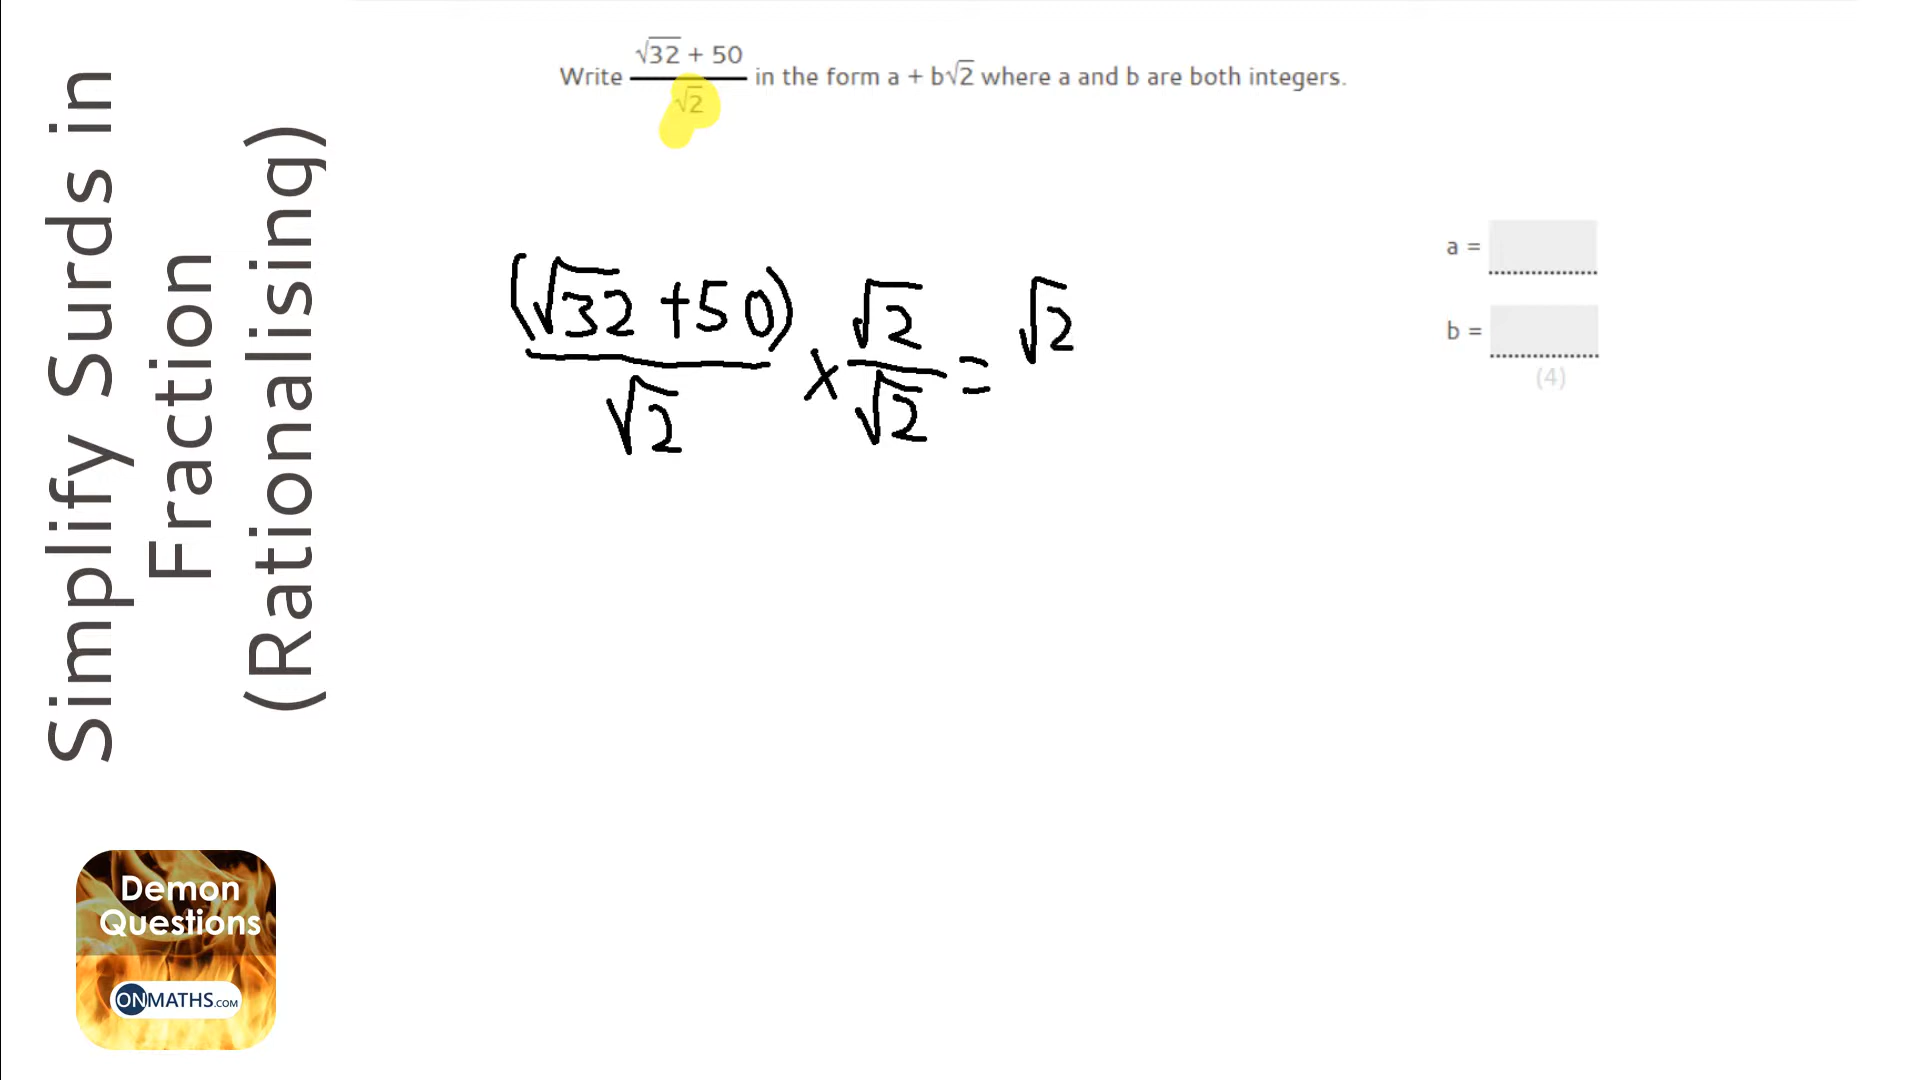 Simplify Surds in
Fraction
(Rationalising)
Write (√32 + 50)/√2 in the form a + b√2 where a and b are both integers.
(√32 + 50)/√2 × √2/√2 = √2
a =
b =
(4)
Demon
Questions
ONMATHS.COM